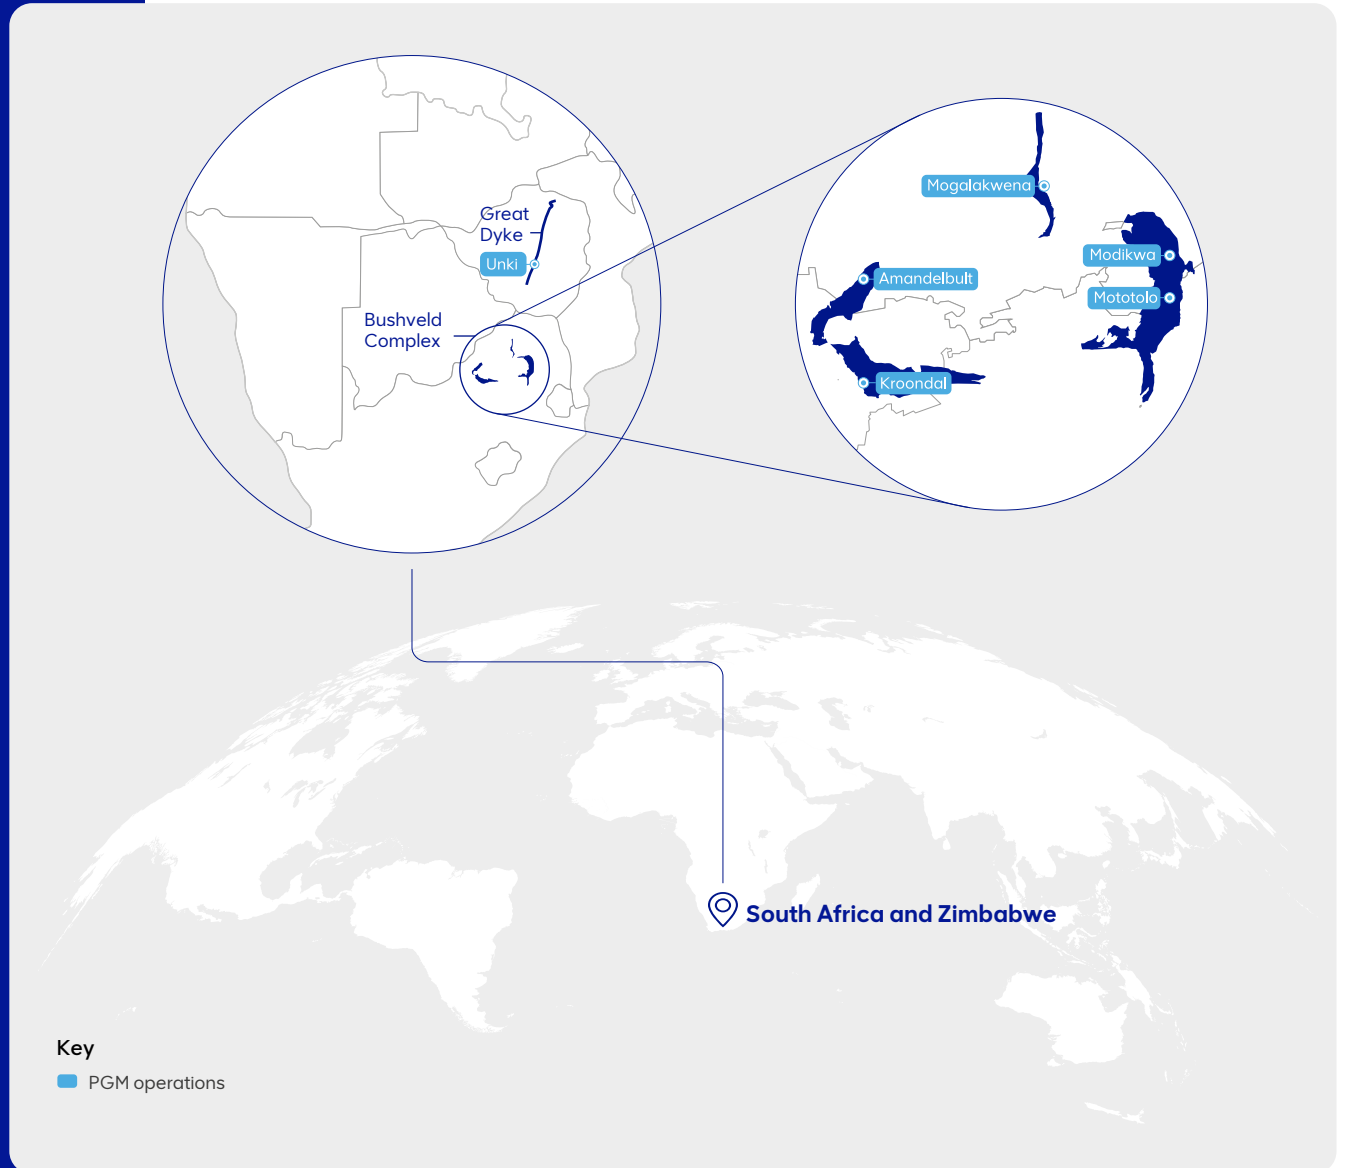 Great
Dyke
Unki
Bushveld
Complex
Mogalakwena
Modikwa
Amandelbult
Mototolo
Kroondal
South Africa and Zimbabwe
Key
PGM operations